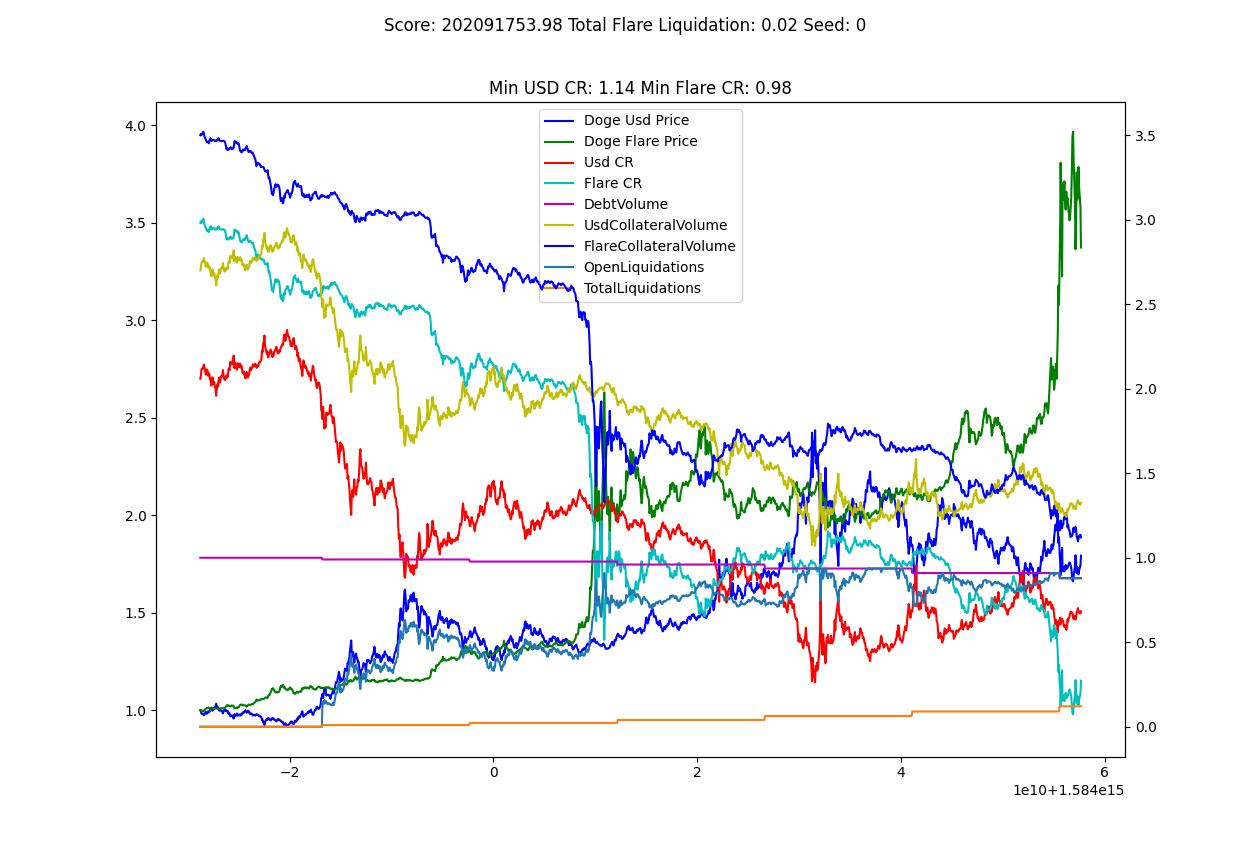 Score: 202091753.98 Total Flare Liquidation: 0.02 Seed: 0
Min USD CR: 1.14 Min Flare CR: 0.98
Doge Usd Price
Doge Flare Price
Usd CR
Flare CR
DebtVolume
UsdCollateralVolume
FlareCollateralVolume
OpenLiquidations
TotalLiquidations
4.0
3.5
3.0
2.5
2.0
1.5
1.0
3.5
3.0
2.5
2.0
1.5
1.0
0.5
0.0
−2
0
2
4
6
1e10+1.584e15